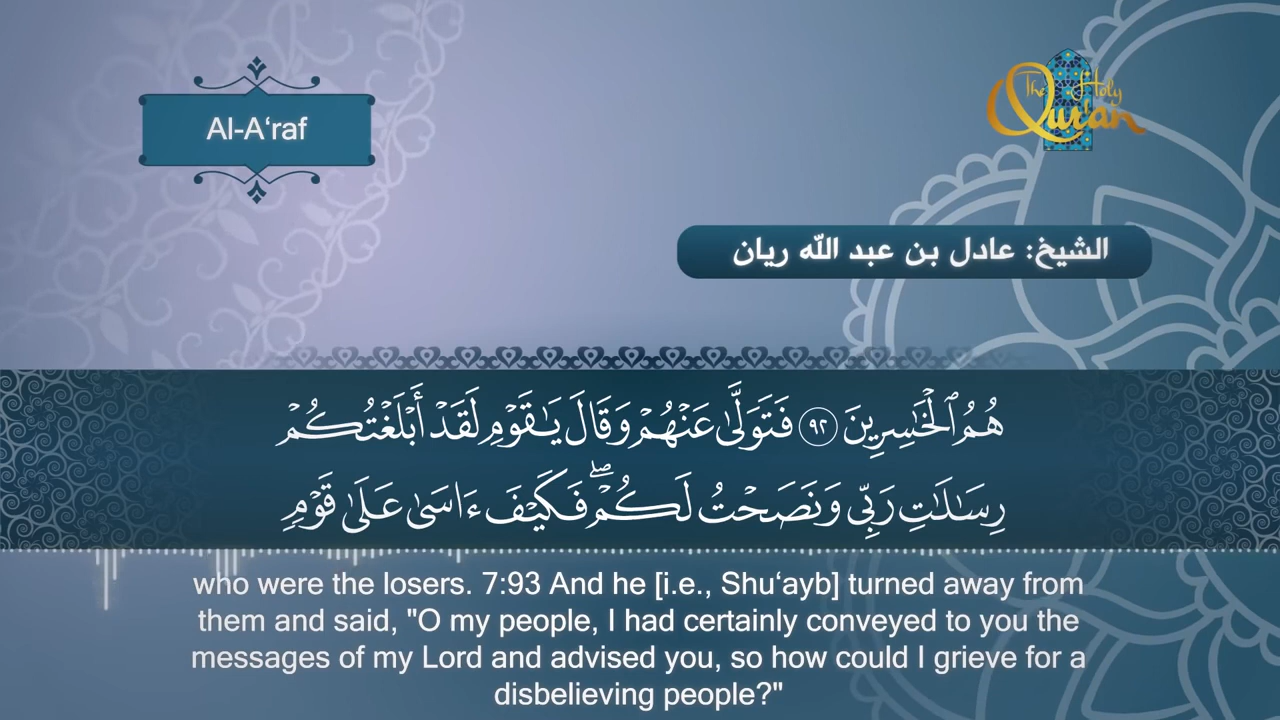 Al-A‘raf
The Holy
Qur'an
الشيخ: عادل بن عبد الله ريان
هُمُ ٱلْخَـٰسِرِينَ ٩٢ فَتَوَلَّىٰ عَنْهُمْ وَقَالَ يَـٰقَوْمِ لَقَدْ أَبْلَغْتُكُمْ
رِسَـٰلَـٰتِ رَبِّى وَنَصَحْتُ لَكُمْ ۖ فَكَيْفَ ءَاسَىٰ عَلَىٰ قَوْمٍ
who were the losers. 7:93 And he [i.e., Shu‘ayb] turned away from
them and said, "O my people, I had certainly conveyed to you the
messages of my Lord and advised you, so how could I grieve for a
disbelieving people?"